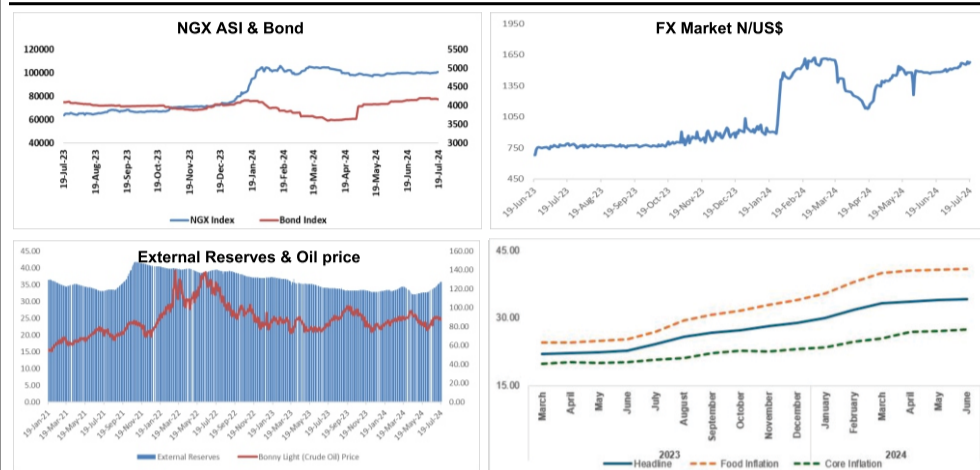 NGX ASI & Bond
120000
100000
80000
60000
40000
5500
5000
4500
4000
3500
3000
19-Jul-23
19-Aug-23
19-Sep-23
19-Oct-23
19-Nov-23
19-Dec-23
19-Jan-24
19-Feb-24
19-Mar-24
19-Apr-24
19-May-24
19-Jun-24
19-Jul-24
NGX Index
Bond Index
FX Market N/US$
1950
1650
1350
1050
750
450
19-Jun-23
19-Jul-23
19-Aug-23
19-Sep-23
19-Oct-23
19-Nov-23
19-Dec-23
19-Jan-24
19-Feb-24
19-Mar-24
19-Apr-24
19-May-24
19-Jun-24
19-Jul-24
External Reserves & Oil price
45.00
40.00
35.00
30.00
25.00
20.00
15.00
10.00
5.00
0.00
160.00
140.00
120.00
100.00
80.00
60.00
40.00
20.00
0.00
19-Jan-21
19-Mar-21
19-May-21
19-Jul-21
19-Sep-21
19-Nov-21
19-Jan-22
19-Mar-22
19-May-22
19-Jul-22
19-Sep-22
19-Nov-22
19-Jan-23
19-Mar-23
19-May-23
19-Jul-23
19-Sep-23
19-Nov-23
19-Jan-24
19-Mar-24
19-May-24
19-Jul-24
External Reserves
Bonny Light (Crude Oil) Price
45.00
30.00
15.00
March
April
May
June
July
August
September
October
November
December
January
February
March
April
May
June
2023
2024
Headline
Food Inflation
Core Inflation